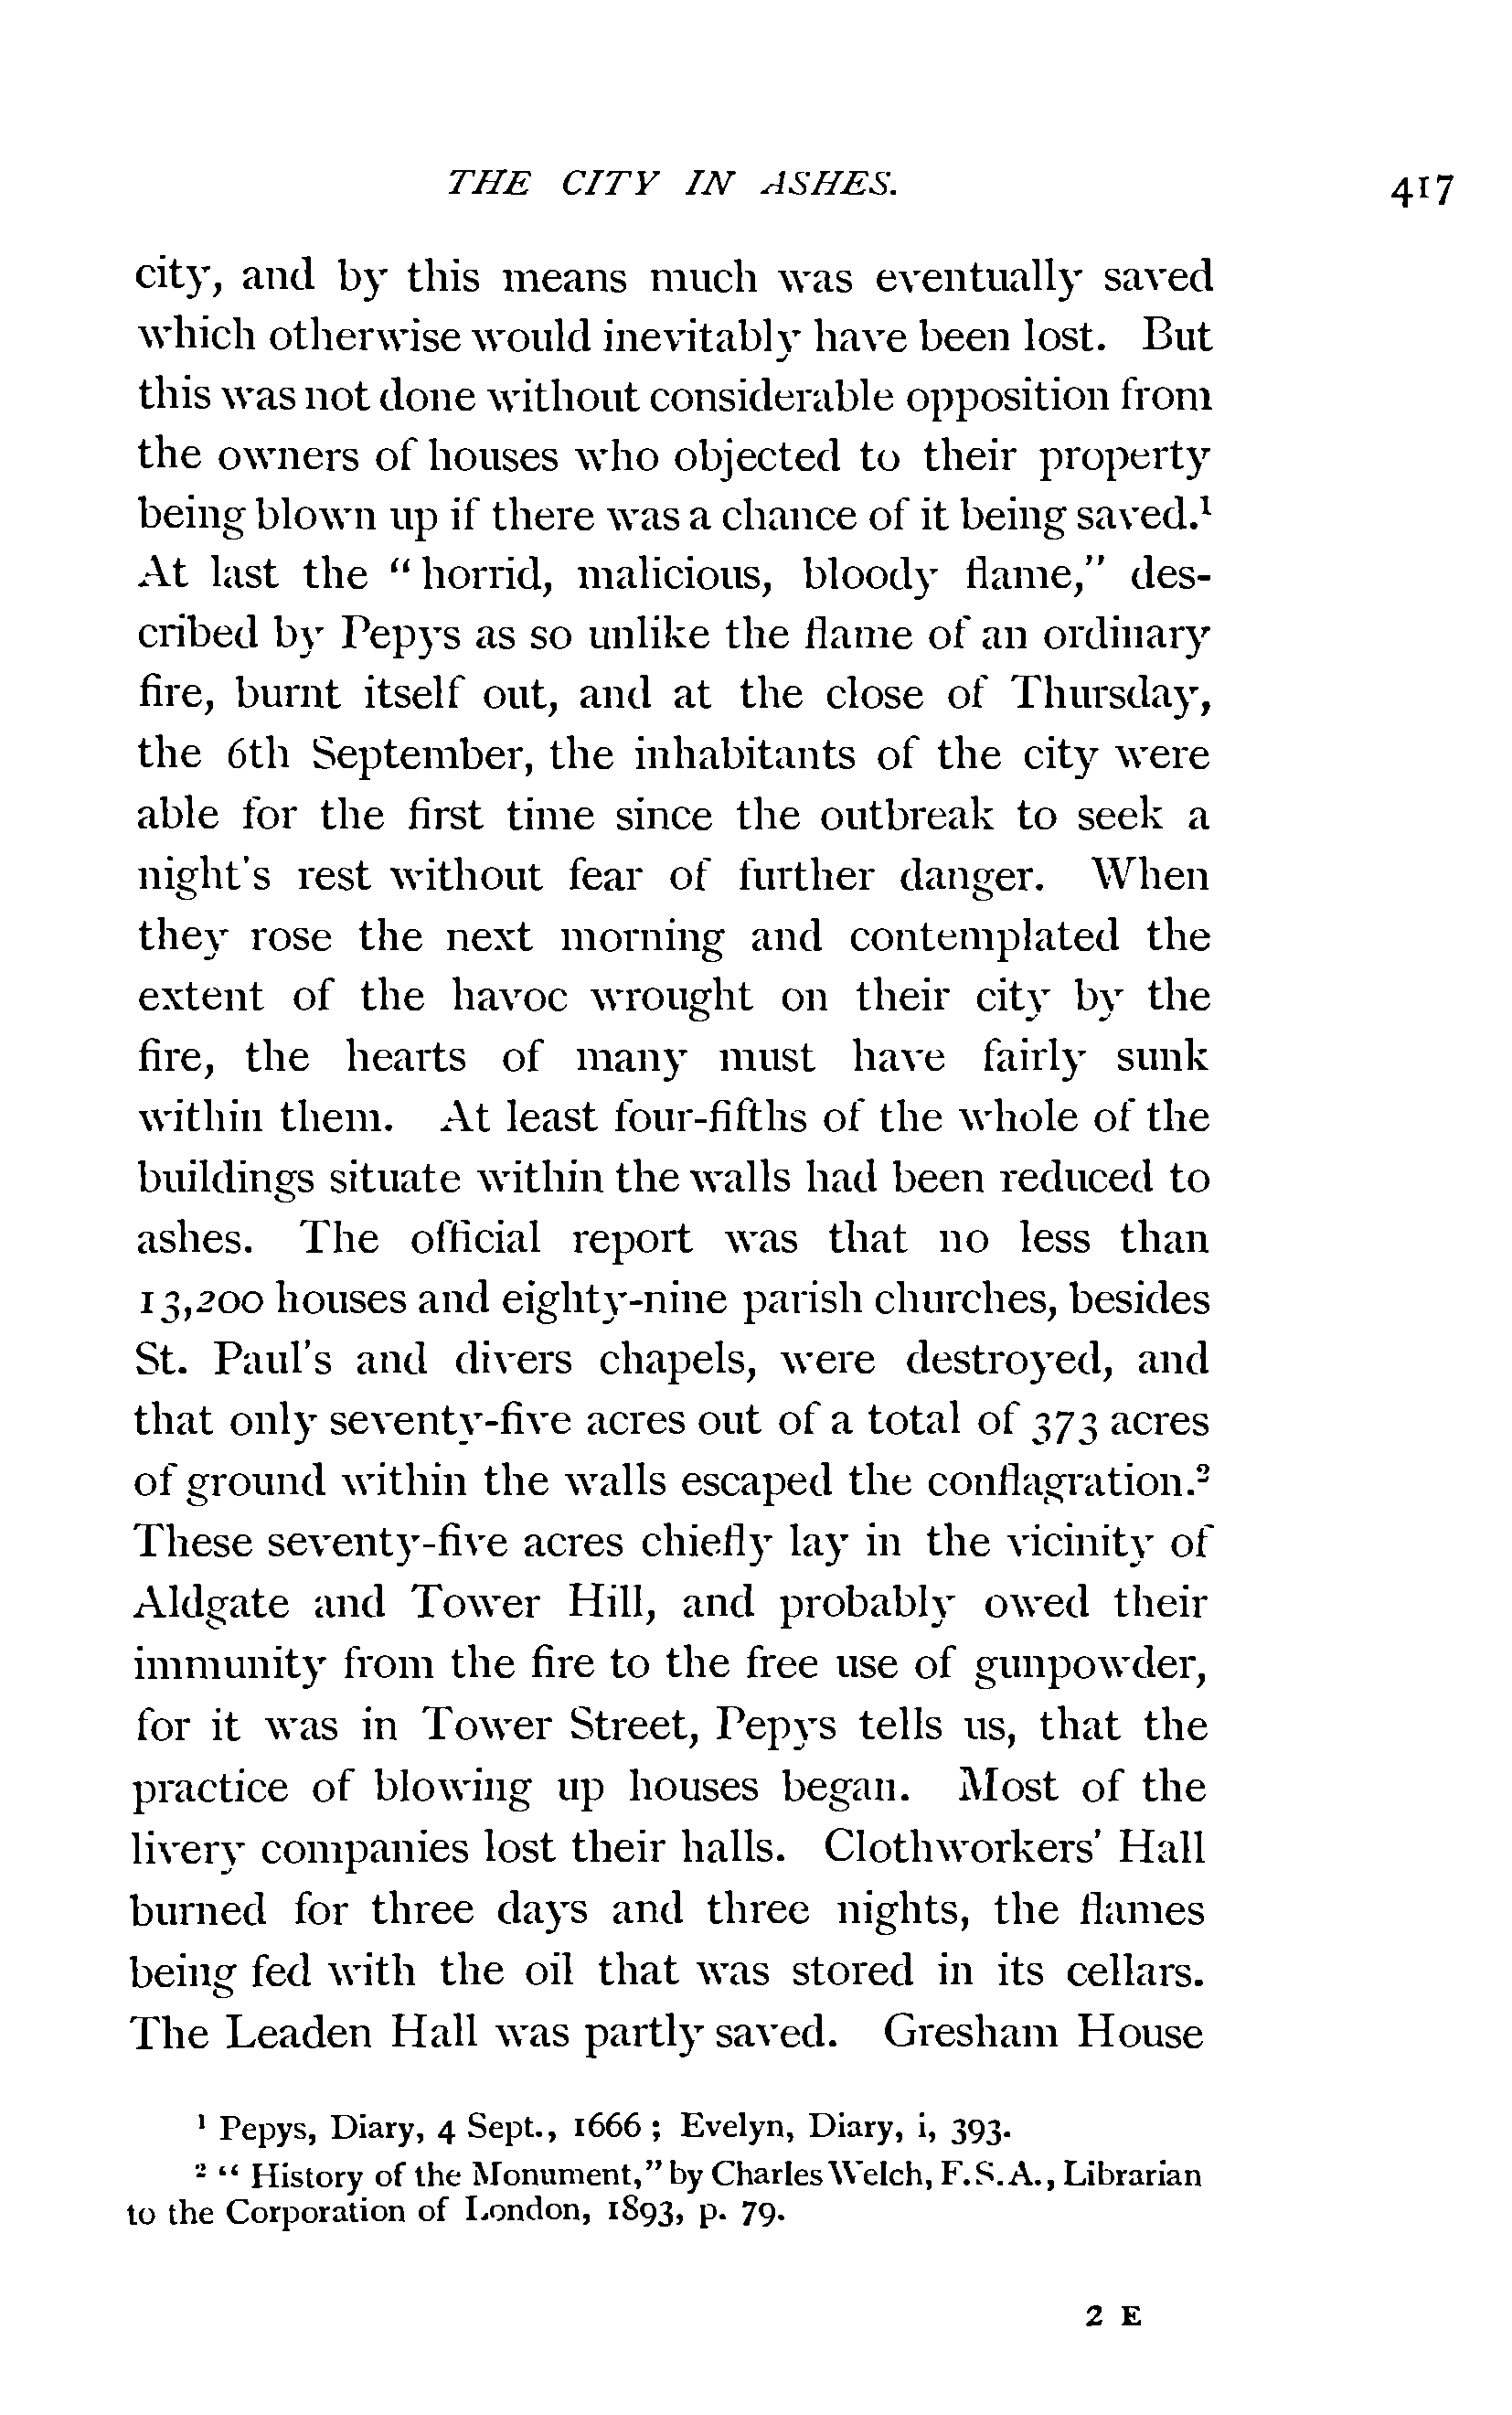 THE CITY IN ASHES. 417
city, and by this means much was eventually saved
which otherwise would inevitably have been lost. But
this was not done without considerable opposition from
the owners of houses who objected to their property
being blown up if there was a chance of it being saved.¹
At last the “horrid, malicious, bloody flame,” des-
cribed by Pepys as so unlike the flame of an ordinary
fire, burnt itself out, and at the close of Thursday,
the 6th September, the inhabitants of the city were
able for the first time since the outbreak to seek a
night's rest without fear of further danger. When
they rose the next morning and contemplated the
extent of the havoc wrought on their city by the
fire, the hearts of many must have fairly sunk
within them. At least four-fifths of the whole of the
buildings situate within the walls had been reduced to
ashes. The official report was that no less than
13,200 houses and eighty-nine parish churches, besides
St. Paul's and divers chapels, were destroyed, and
that only seventy-five acres out of a total of 373 acres
of ground within the walls escaped the conflagration.²
These seventy-five acres chiefly lay in the vicinity of
Aldgate and Tower Hill, and probably owed their
immunity from the fire to the free use of gunpowder,
for it was in Tower Street, Pepys tells us, that the
practice of blowing up houses began. Most of the
livery companies lost their halls. Clothworkers' Hall
burned for three days and three nights, the flames
being fed with the oil that was stored in its cellars.
The Leaden Hall was partly saved. Gresham House
¹ Pepys, Diary, 4 Sept., 1666; Evelyn, Diary, i, 393.
² “History of the Monument,” by Charles Welch, F.S.A., Librarian
to the Corporation of London, 1893, p. 79.
2 E